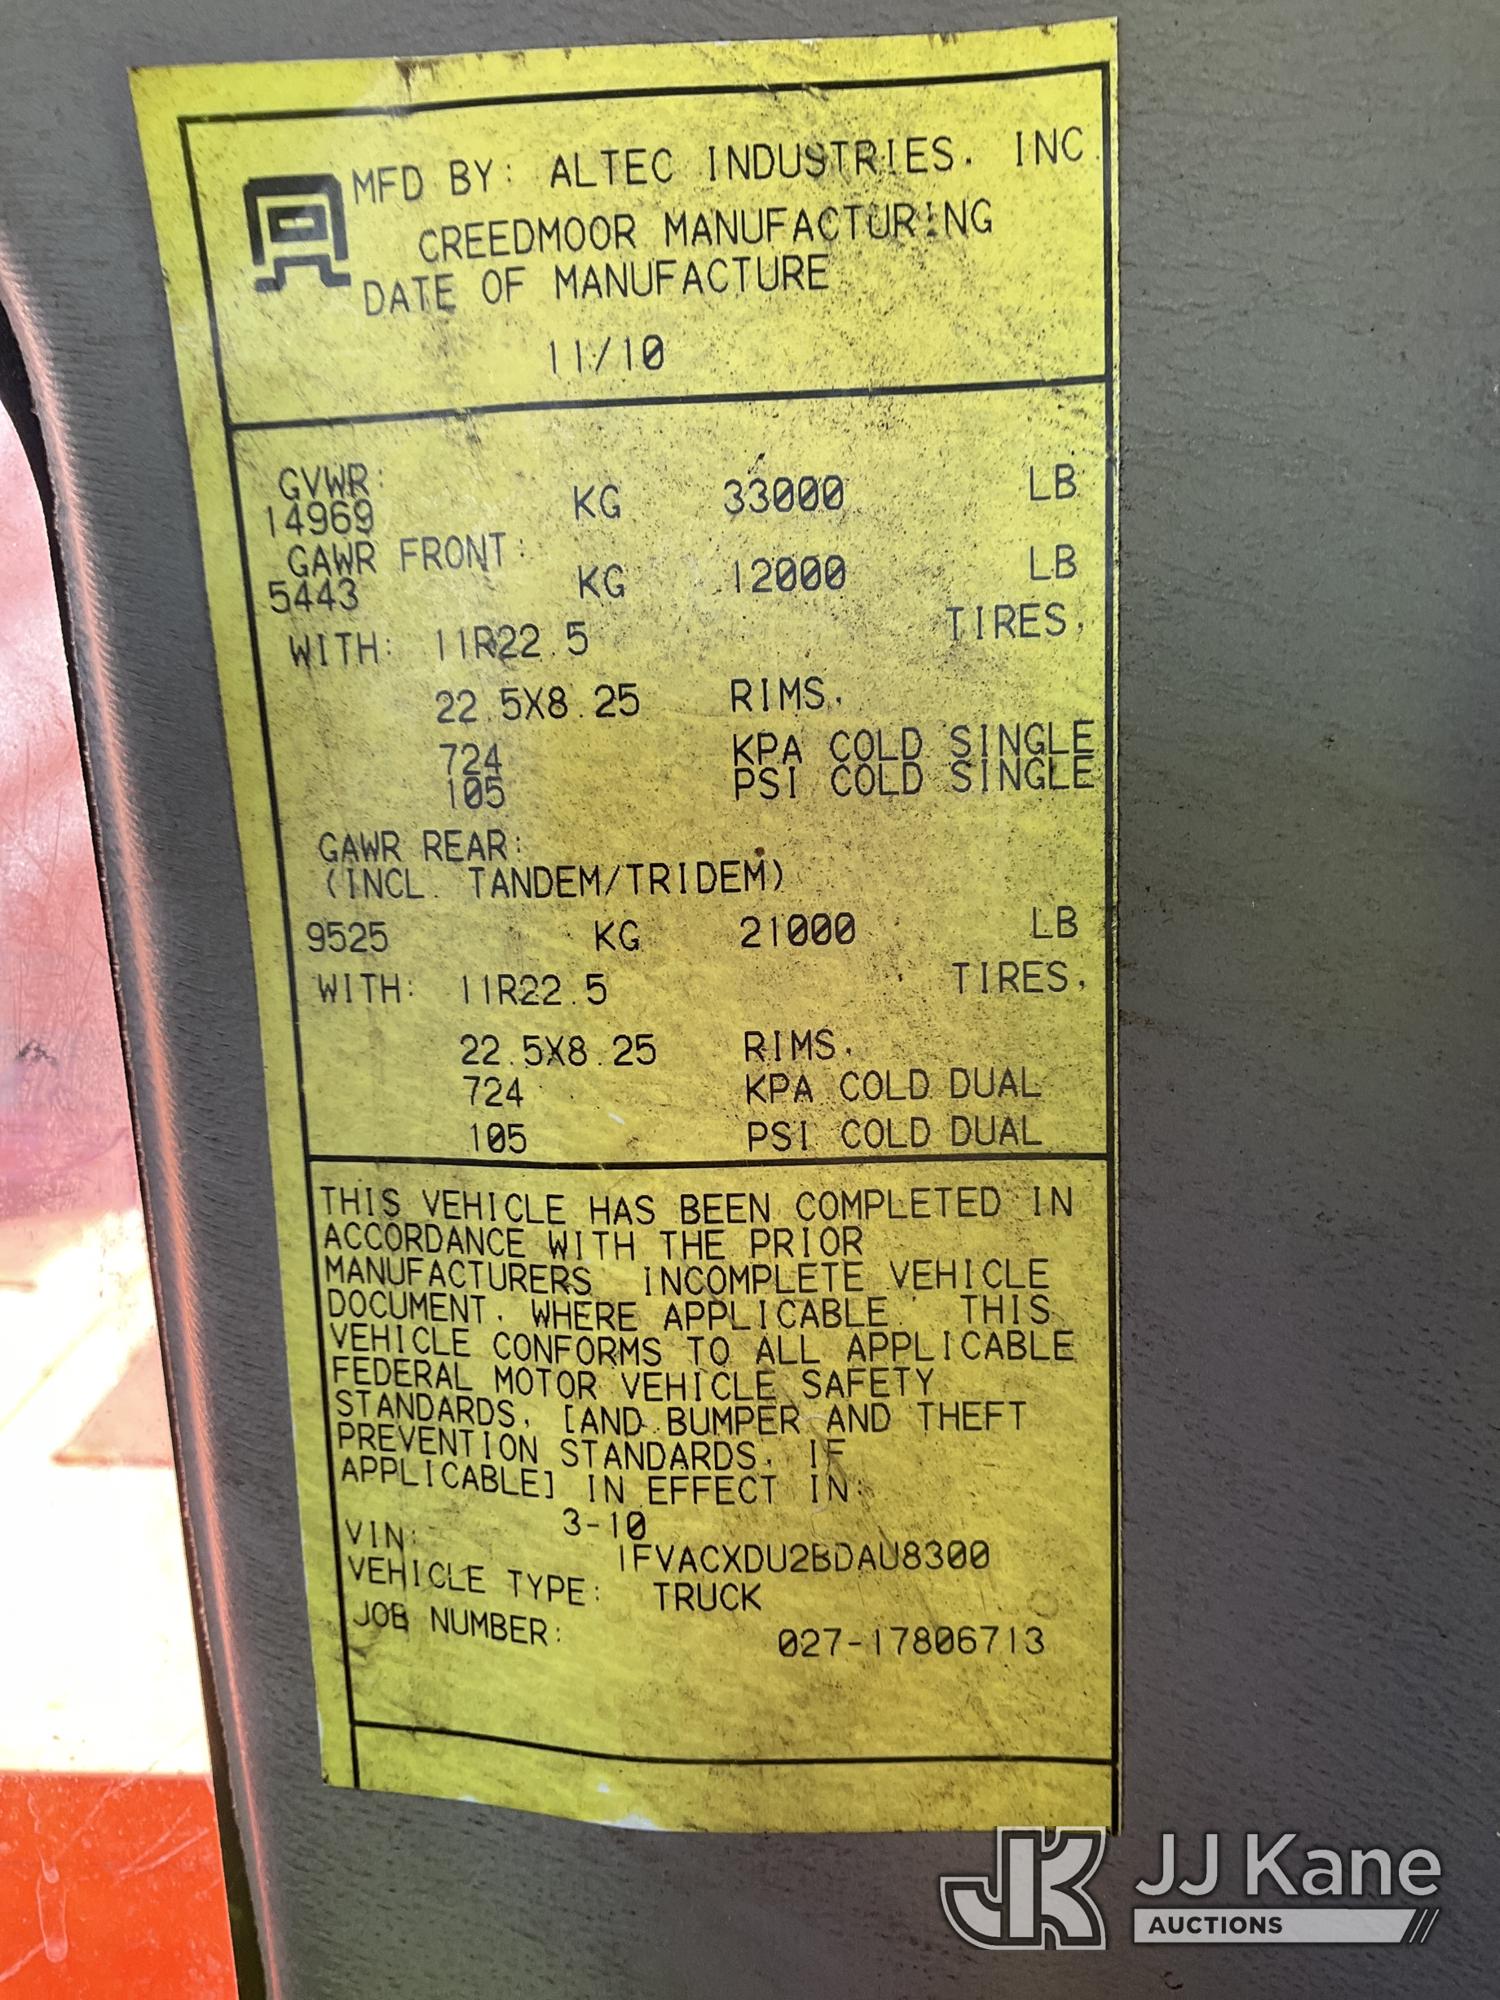 MFD BY: ALTEC INDUSTRIES, INC.
CREEDMOOR MANUFACTURING
DATE OF MANUFACTURE
11/10
GVWR:
14969 KG 33000 LB
GAWR FRONT:
5443 KG 12000 LB
WITH: 11R22.5 TIRES,
22.5X8.25 RIMS,
724 KPA COLD SINGLE
105 PSI COLD SINGLE
GAWR REAR:
(INCL. TANDEM/TRIDEM)
9525 KG 21000 LB
WITH: 11R22.5 TIRES,
22.5X8.25 RIMS,
724 KPA COLD DUAL
105 PSI COLD DUAL
THIS VEHICLE HAS BEEN COMPLETED IN
ACCORDANCE WITH THE PRIOR
MANUFACTURERS INCOMPLETE VEHICLE
DOCUMENT, WHERE APPLICABLE. THIS
VEHICLE CONFORMS TO ALL APPLICABLE
FEDERAL MOTOR VEHICLE SAFETY
STANDARDS, [AND BUMPER AND THEFT
PREVENTION STANDARDS, IF
APPLICABLE] IN EFFECT IN:
3-10
VIN: 1FVACXDU2BDAU8300
VEHICLE TYPE: TRUCK
JOB NUMBER: 027-17806713
JK JJ Kane
AUCTIONS